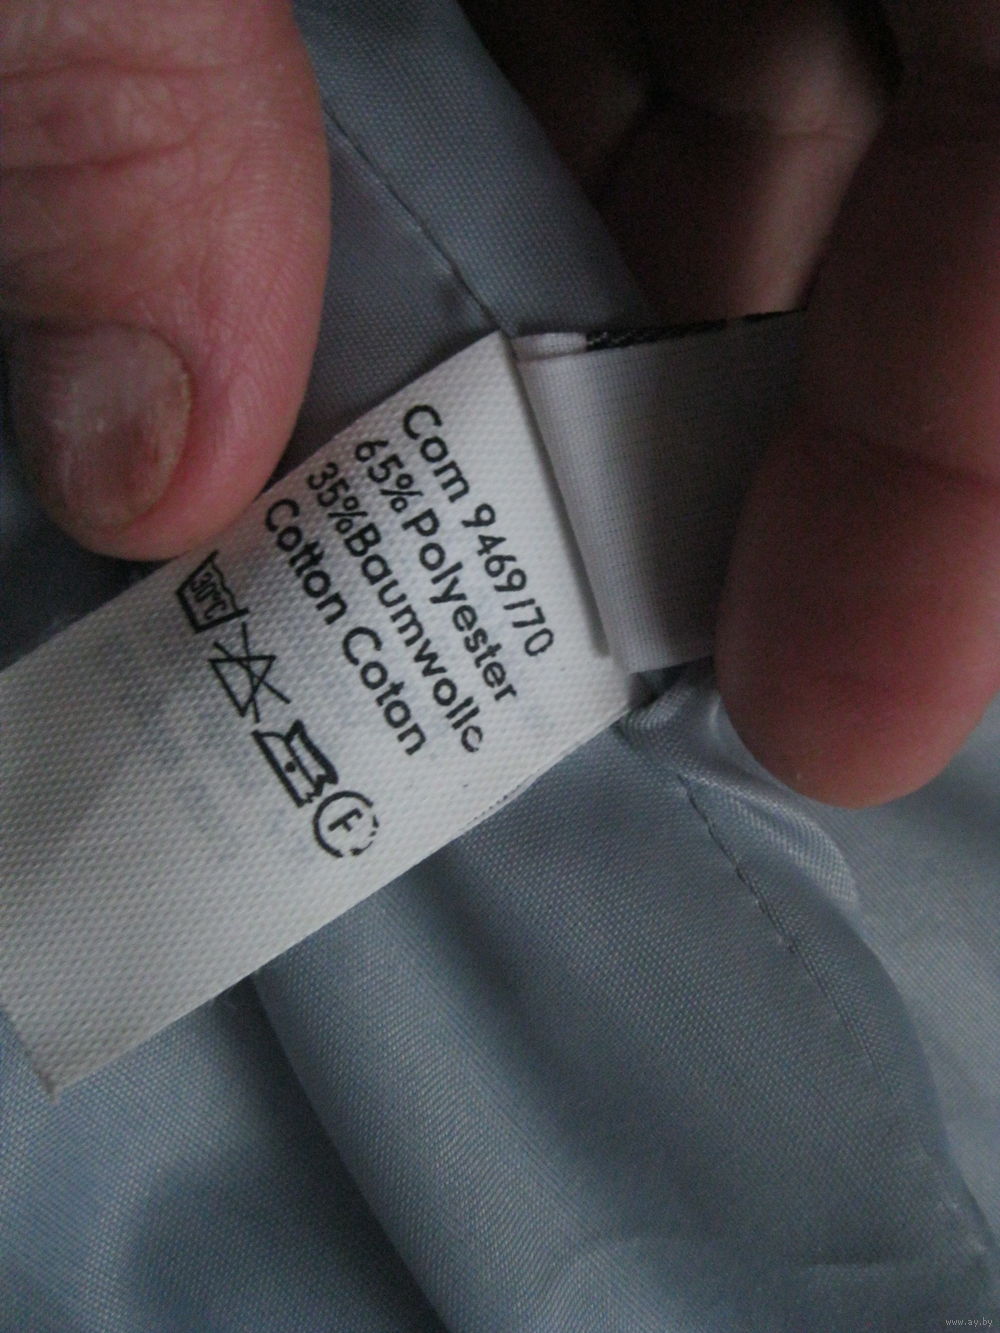 Com 9469170
65% Polyester
35% Baumwolle
Cotton Coton
30°C
F
www.ay.by